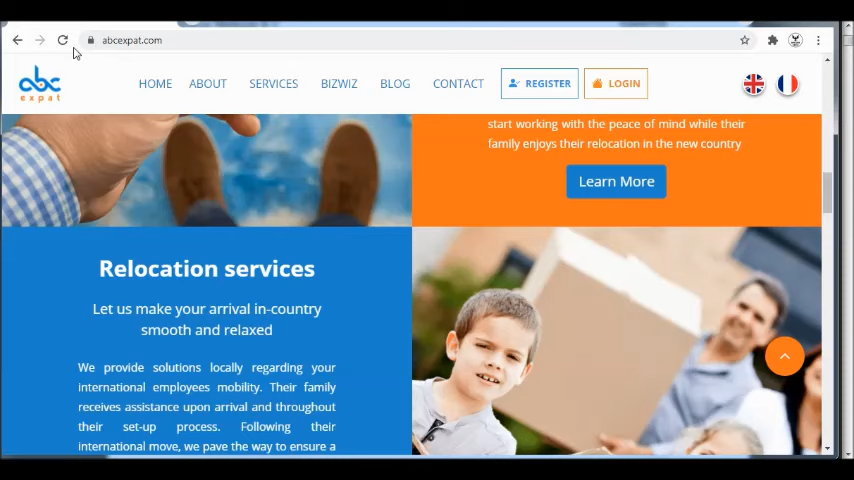 abcexpat.com
abc
expat
HOME ABOUT SERVICES BIZWIZ BLOG CONTACT REGISTER LOGIN
start working with the peace of mind while their
family enjoys their relocation in the new country
Learn More
Relocation services
Let us make your arrival in-country
smooth and relaxed
We provide solutions locally regarding your
international employees mobility. Their family
receives assistance upon arrival and throughout
their set-up process. Following their
international move, we pave the way to ensure a